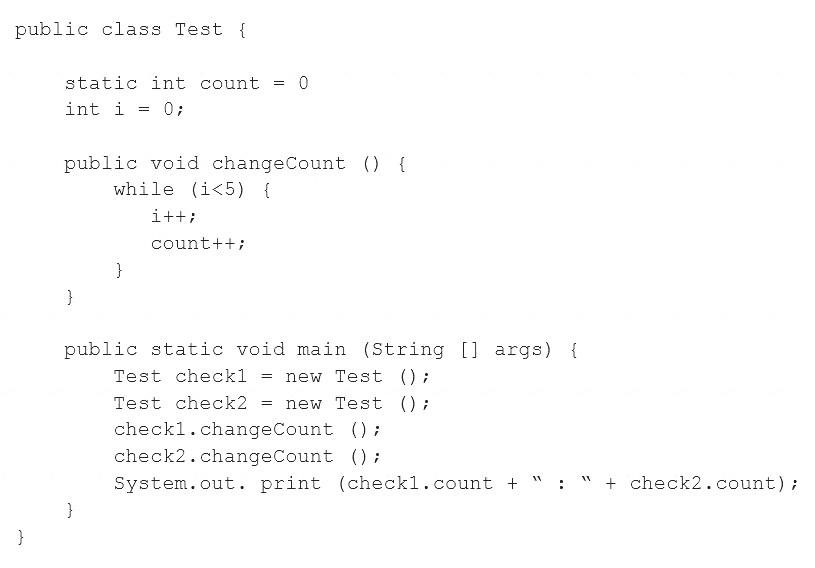 public class Test {
static int count = 0
int i = 0;
public void changeCount () {
while (i<5) {
i++;
count++;
}
}
public static void main (String [] args) {
Test check1 = new Test ();
Test check2 = new Test ();
check1.changeCount ();
check2.changeCount ();
System.out. print (check1.count + “ : “ + check2.count);
}
}